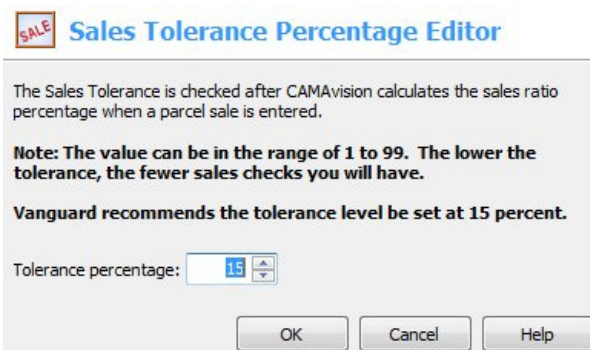 SALE
Sales Tolerance Percentage Editor
The Sales Tolerance is checked after CAMAvision calculates the sales ratio
percentage when a parcel sale is entered.
Note: The value can be in the range of 1 to 99. The lower the
tolerance, the fewer sales checks you will have.
Vanguard recommends the tolerance level be set at 15 percent.
Tolerance percentage: 15
OK Cancel Help